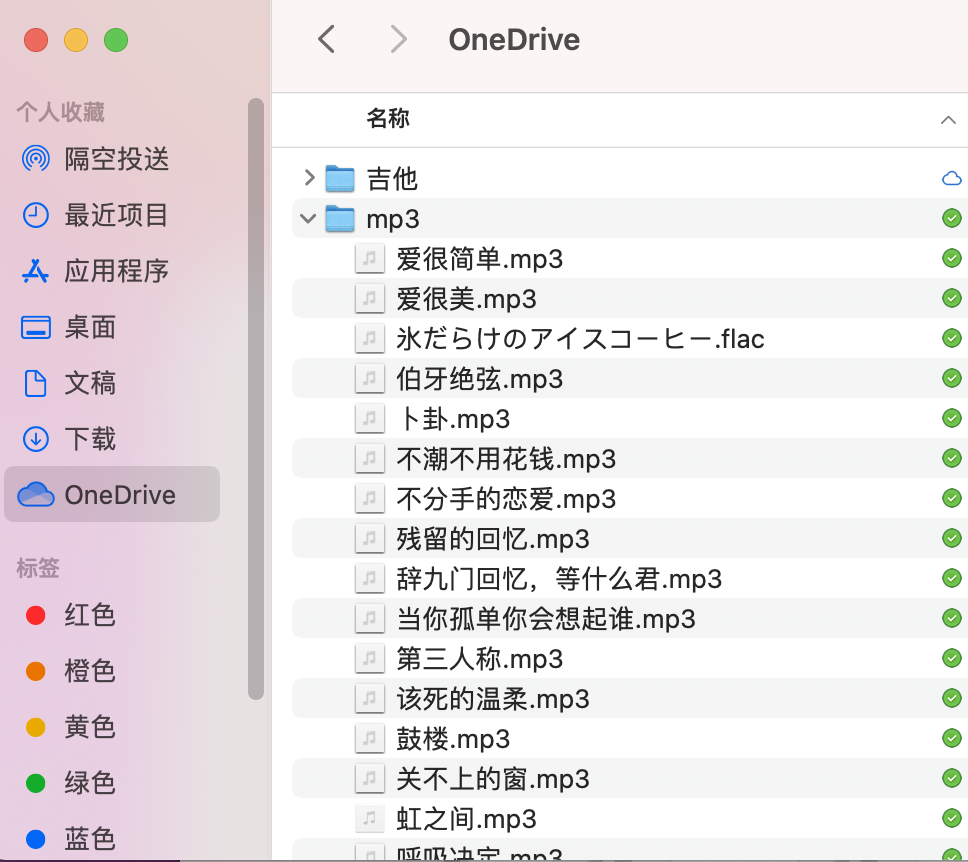 OneDrive
个人收藏
隔空投送
最近项目
应用程序
桌面
文稿
下载
OneDrive
标签
红色
橙色
黄色
绿色
蓝色
名称
吉他
mp3
爱很简单.mp3
爱很美.mp3
氷だらけのアイスコーヒー.flac
伯牙绝弦.mp3
卜卦.mp3
不潮不用花钱.mp3
不分手的恋爱.mp3
残留的回忆.mp3
辞九门回忆，等什么君.mp3
当你孤单你会想起谁.mp3
第三人称.mp3
该死的温柔.mp3
鼓楼.mp3
关不上的窗.mp3
虹之间.mp3
呼吸决定.mp3